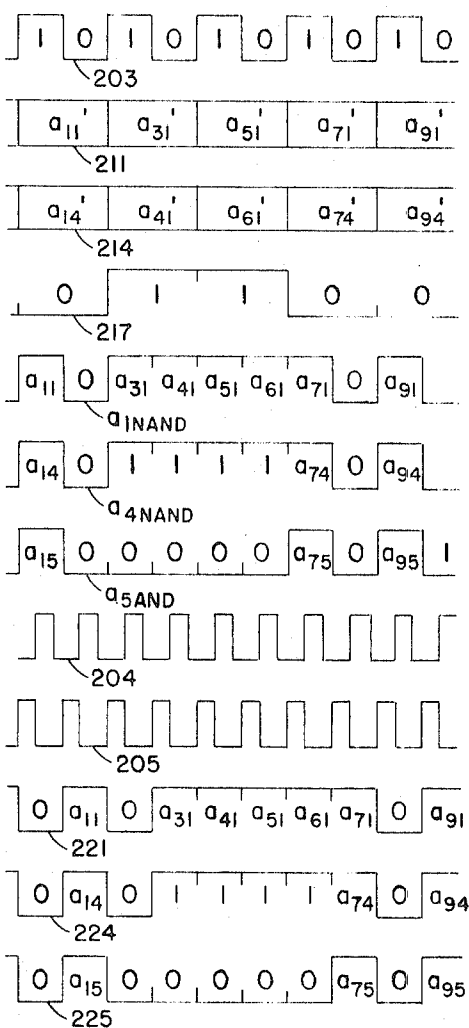 1 0 1 0 1 0 1 0 1 0
203
a11' a31' a51' a71' a91'
211
a14' a41' a61' a74' a94'
214
0 1 1 0 0
217
a11 0 a31 a41 a51 a61 a71 0 a91
a1NAND
a14 0 1 1 1 1 a74 0 a94
a4NAND
a15 0 0 0 0 0 a75 0 a95 1
a5AND
204
205
0 a11 0 a31 a41 a51 a61 a71 0 a91
221
0 a14 0 1 1 1 1 a74 0 a94
224
0 a15 0 0 0 0 0 a75 0 a95
225